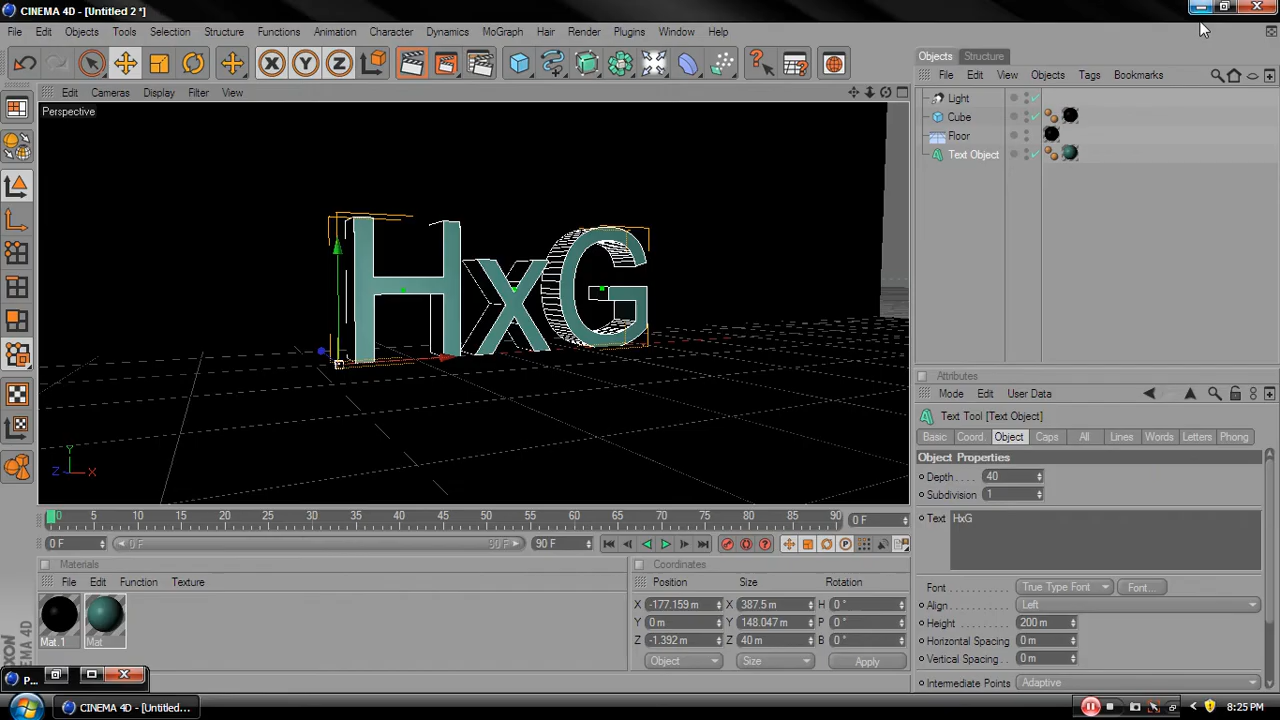 CINEMA 4D - [Untitled 2 *]
File Edit Objects Tools Selection Structure Functions Animation Character Dynamics MoGraph Hair Render Plugins Window Help
Objects Structure
File Edit View Objects Tags Bookmarks
Edit Cameras Display Filter View
Perspective
Light
Cube
Floor
Text Object
HxG
Y
Z X
Attributes
Mode Edit User Data
Text Tool [Text Object]
Basic Coord. Object Caps All Lines Words Letters Phong
Object Properties
Depth . . . . 40
Subdivision 1
Text HxG
Font . . . . . . . . . . . True Type Font Font...
Align . . . . . . . . . . . Left
Height . . . . . . . . . . 200 m
Horizontal Spacing 0 m
Vertical Spacing . . 0 m
Intermediate Points Adaptive
0 5 10 15 20 25 30 35 40 45 50 55 60 65 70 75 80 85 90 0 F
0 F 0 F 90 F 90 F
Materials
File Edit Function Texture
Mat.1 Mat
Coordinates
Position Size Rotation
X -177.159 m X 387.5 m H 0 °
Y 0 m Y 148.047 m P 0 °
Z -1.392 m Z 40 m B 0 °
Object Size Apply
CINEMA 4D
P...
CINEMA 4D - [Untitled... 8:25 PM